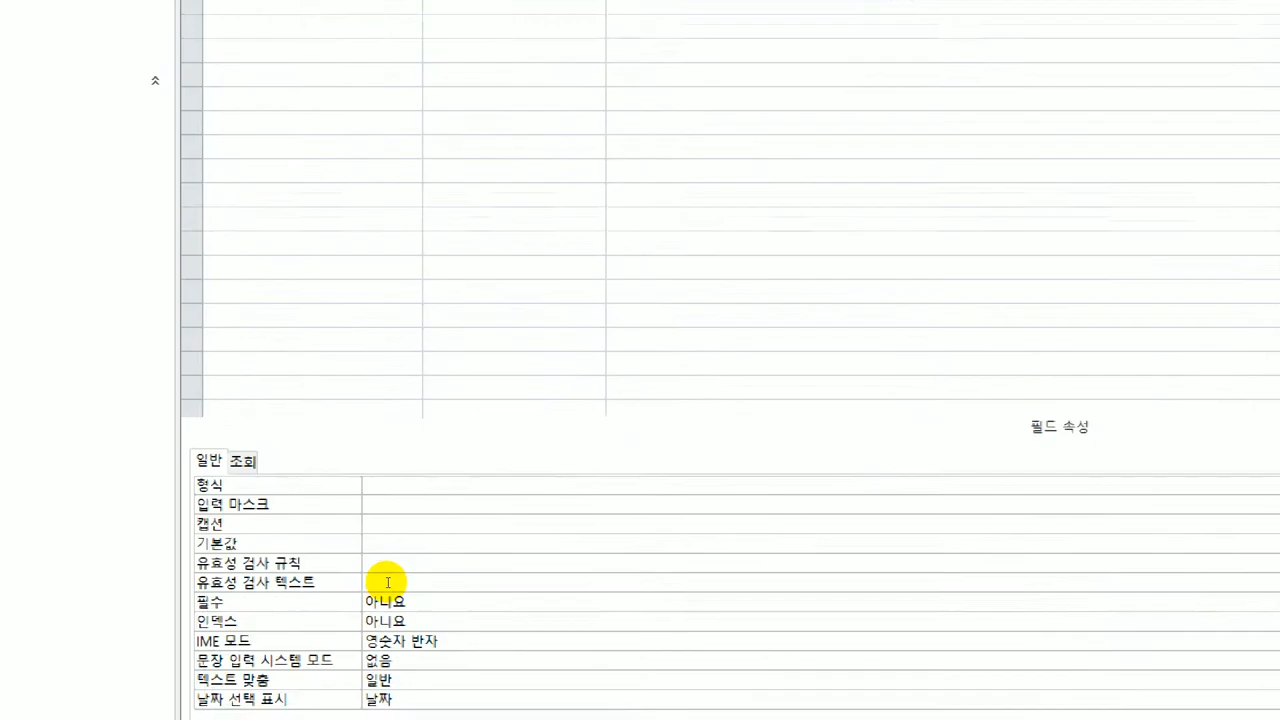 필드 속성
일반 조회
형식
입력 마스크
캡션
기본값
유효성 검사 규칙
유효성 검사 텍스트
필수 아니요
인덱스 아니요
IME 모드 영숫자 반자
문장 입력 시스템 모드 없음
텍스트 맞춤 일반
날짜 선택 표시 날짜